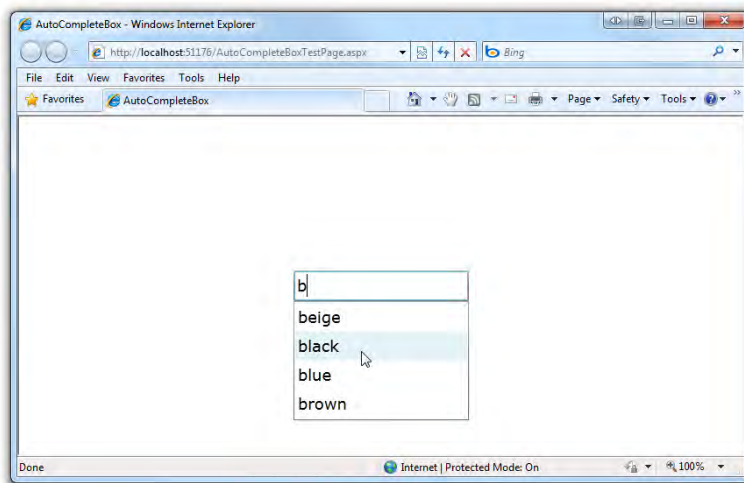 AutoCompleteBox - Windows Internet Explorer
http://localhost:51176/AutoCompleteBoxTestPage.aspx Bing
File Edit View Favorites Tools Help
Favorites AutoCompleteBox Page Safety Tools
b
beige
black
blue
brown
Done Internet | Protected Mode: On 100%